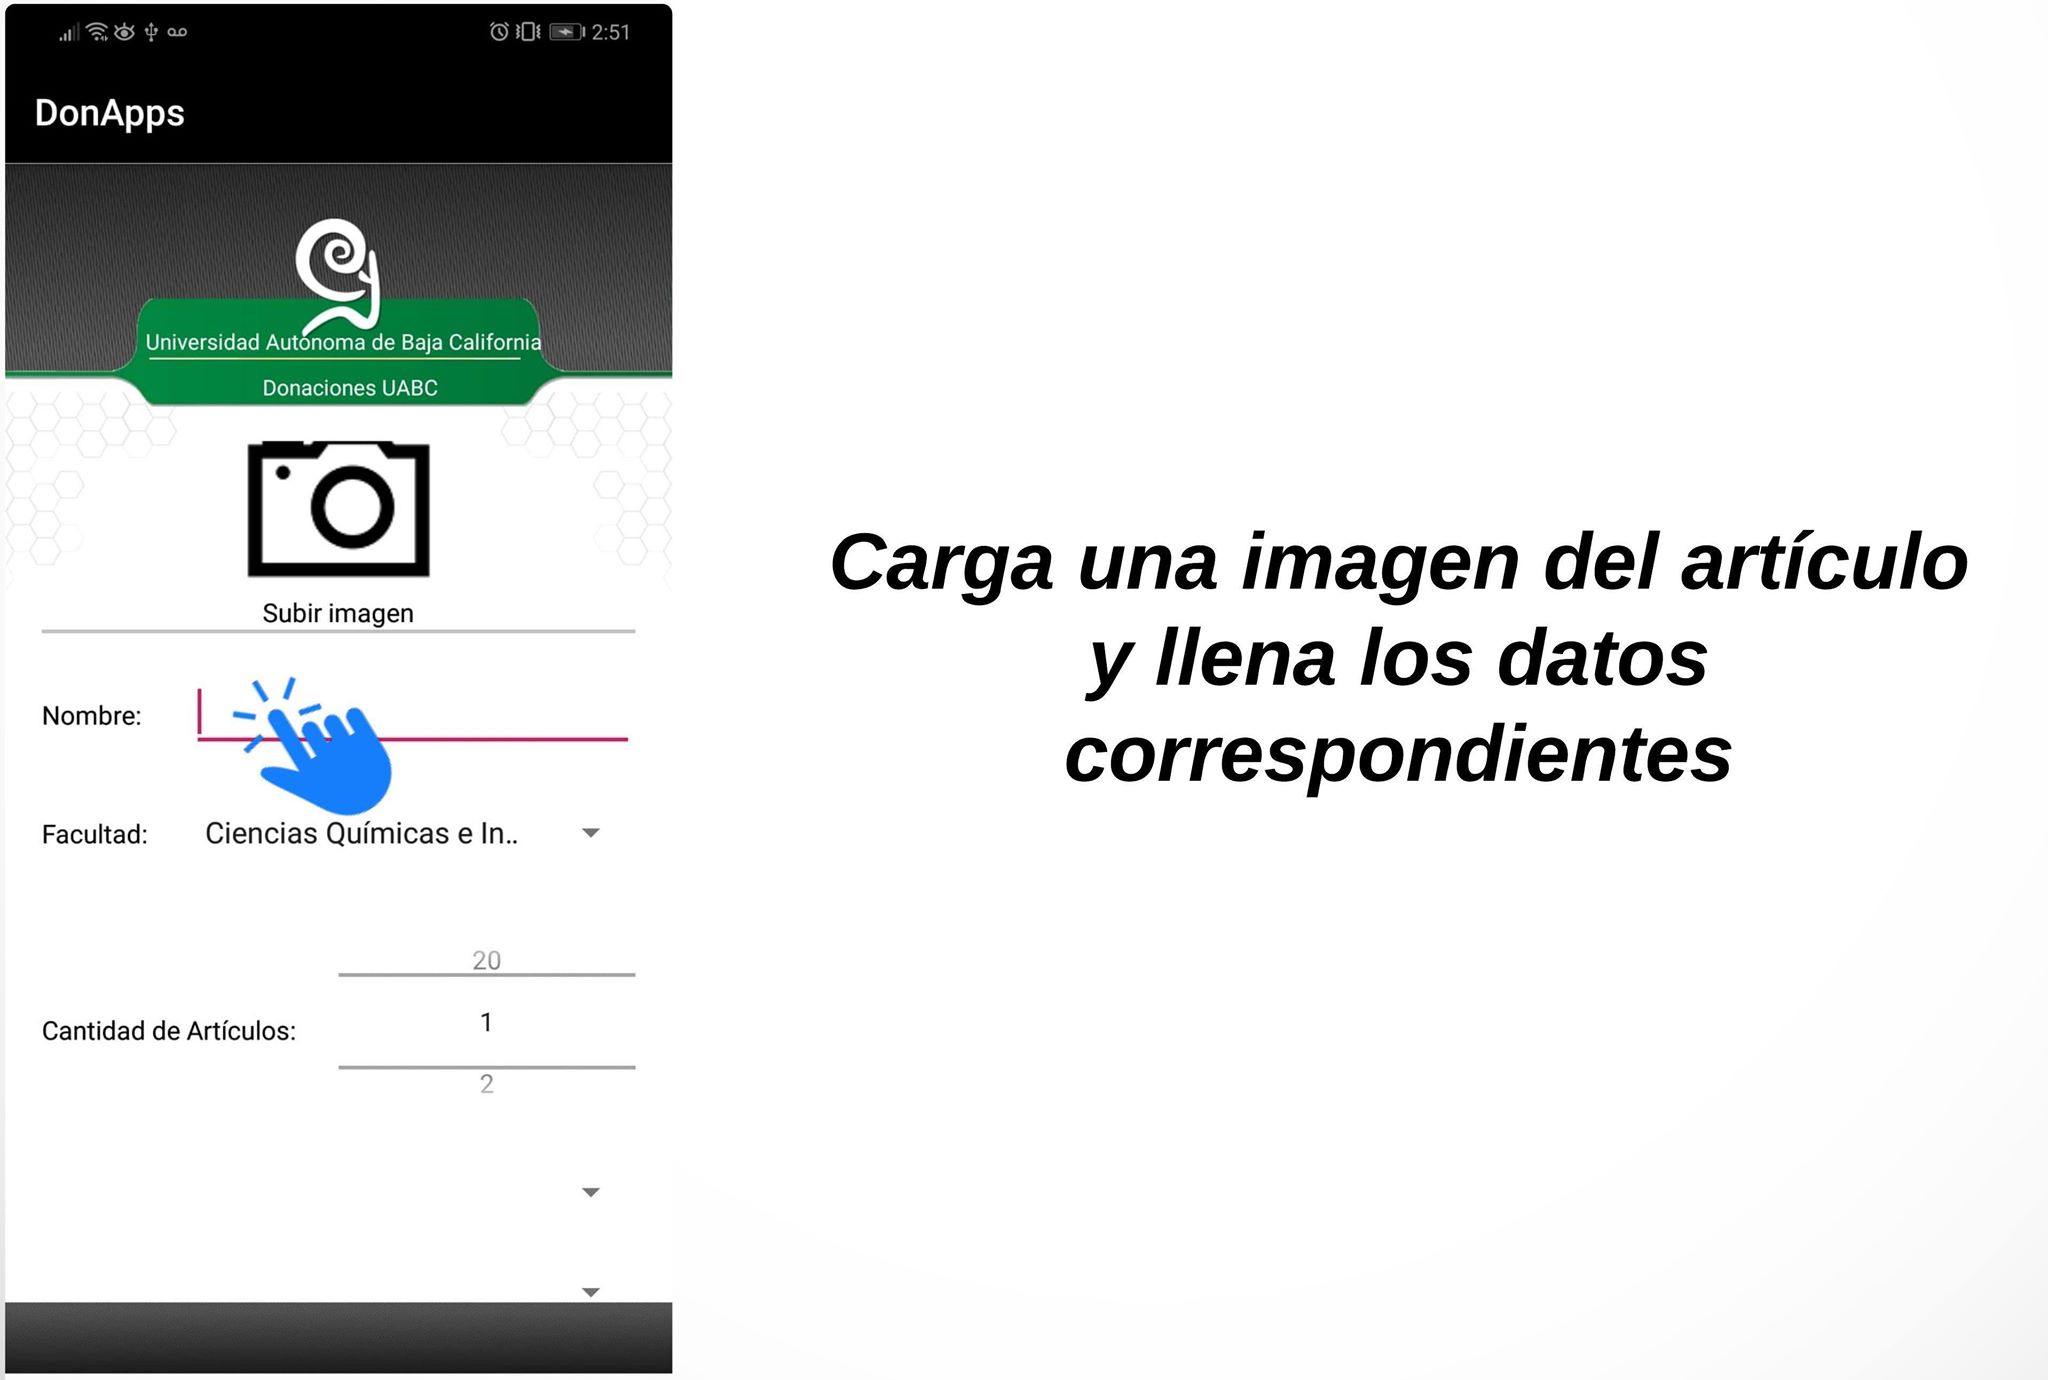 2:51
DonApps
Universidad Autónoma de Baja California
Donaciones UABC
Subir imagen
Nombre:
Facultad: Ciencias Químicas e In..
20
Cantidad de Artículos: 1
2
Carga una imagen del artículo
y llena los datos
correspondientes